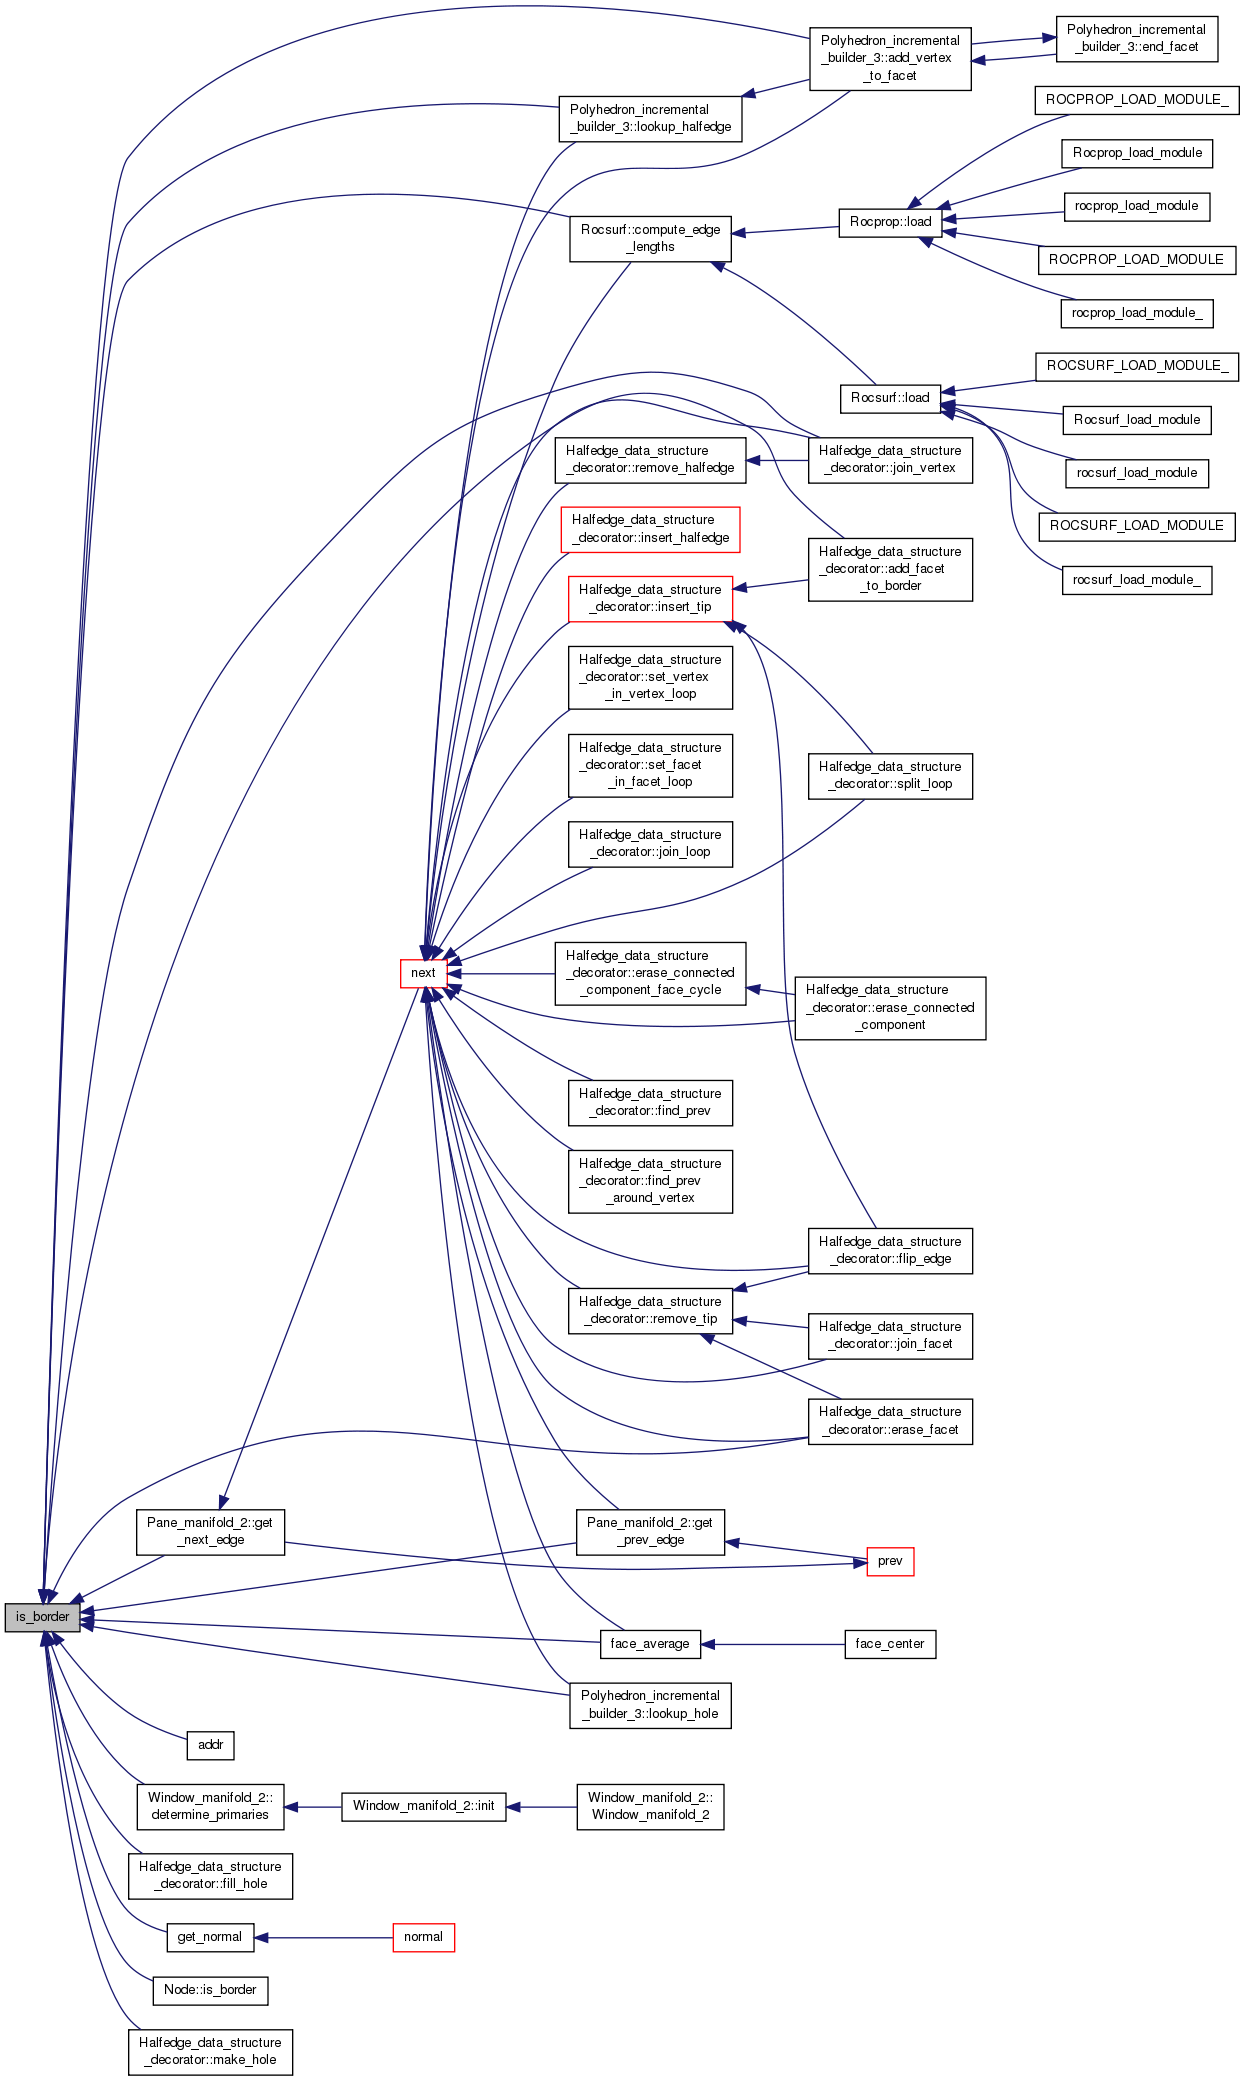 Polyhedron_incremental
_builder_3::add_vertex
_to_facet
Polyhedron_incremental
_builder_3::end_facet
Polyhedron_incremental
_builder_3::lookup_halfedge
ROCPROP_LOAD_MODULE_
Rocprop_load_module
rocprop_load_module
Rocprop::load
Rocsurf::compute_edge
_lengths
ROCPROP_LOAD_MODULE
rocprop_load_module_
ROCSURF_LOAD_MODULE_
Rocsurf::load
Rocsurf_load_module
Halfedge_data_structure
_decorator::remove_halfedge
Halfedge_data_structure
_decorator::join_vertex
rocsurf_load_module
Halfedge_data_structure
_decorator::insert_halfedge
ROCSURF_LOAD_MODULE
Halfedge_data_structure
_decorator::add_facet
_to_border
rocsurf_load_module_
Halfedge_data_structure
_decorator::insert_tip
Halfedge_data_structure
_decorator::set_vertex
_in_vertex_loop
Halfedge_data_structure
_decorator::set_facet
_in_facet_loop
Halfedge_data_structure
_decorator::split_loop
Halfedge_data_structure
_decorator::join_loop
next
Halfedge_data_structure
_decorator::erase_connected
_component_face_cycle
Halfedge_data_structure
_decorator::erase_connected
_component
Halfedge_data_structure
_decorator::find_prev
Halfedge_data_structure
_decorator::find_prev
_around_vertex
Halfedge_data_structure
_decorator::flip_edge
Halfedge_data_structure
_decorator::remove_tip
Halfedge_data_structure
_decorator::join_facet
Halfedge_data_structure
_decorator::erase_facet
Pane_manifold_2::get
_next_edge
Pane_manifold_2::get
_prev_edge
prev
is_border
face_average
face_center
Polyhedron_incremental
_builder_3::lookup_hole
addr
Window_manifold_2::
determine_primaries
Window_manifold_2::init
Window_manifold_2::
Window_manifold_2
Halfedge_data_structure
_decorator::fill_hole
get_normal
normal
Node::is_border
Halfedge_data_structure
_decorator::make_hole